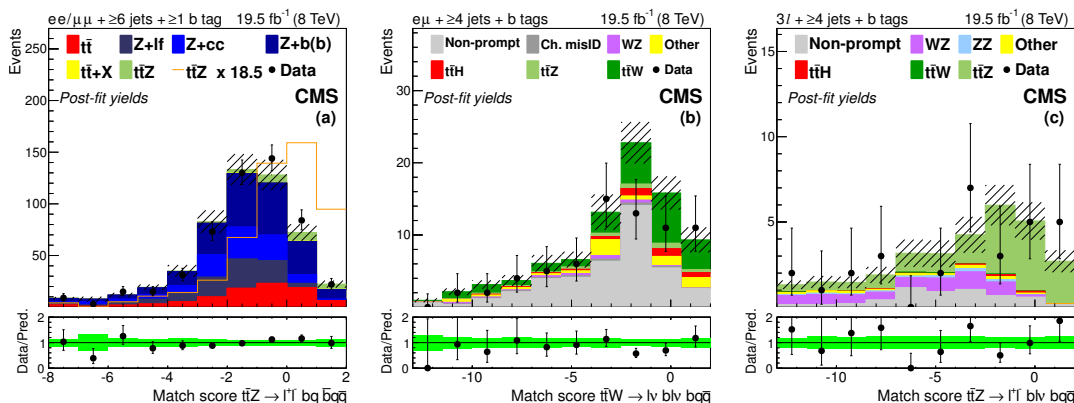 ee/μμ + ≥6 jets + ≥1 b tag 19.5 fb⁻¹ (8 TeV)
Events
250
200
150
100
50
tt̄ Z+lf Z+cc Z+b(b)
tt̄+X tt̄Z tt̄Z x 18.5 Data
Post-fit yields
CMS
(a)
Data/Pred.
2
1
0
-8 -6 -4 -2 0 2
Match score tt̄Z → l⁺l⁻ bq b̄qq̄
eμ + ≥4 jets + b tags 19.5 fb⁻¹ (8 TeV)
Events
30
20
10
Non-prompt Ch. misID WZ Other
tt̄H tt̄Z tt̄W Data
Post-fit yields
CMS
(b)
Data/Pred.
2
1
0
-10 -5 0
Match score tt̄W → lν blν bqq̄
3l + ≥4 jets + b tags 19.5 fb⁻¹ (8 TeV)
Events
15
10
5
Non-prompt WZ ZZ Other
tt̄H tt̄W tt̄Z Data
Post-fit yields
CMS
(c)
Data/Pred.
2
1
0
-10 -5 0
Match score tt̄Z → l⁺l⁻ blν bqq̄